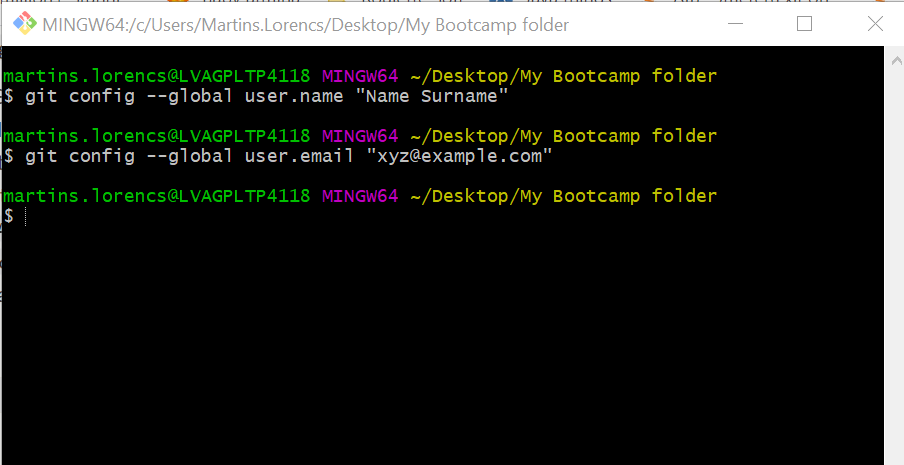 MINGW64:/c/Users/Martins.Lorencs/Desktop/My Bootcamp folder
martins.lorencs@LVAGPLTP4118 MINGW64 ~/Desktop/My Bootcamp folder
$ git config --global user.name "Name Surname"
martins.lorencs@LVAGPLTP4118 MINGW64 ~/Desktop/My Bootcamp folder
$ git config --global user.email "xyz@example.com"
martins.lorencs@LVAGPLTP4118 MINGW64 ~/Desktop/My Bootcamp folder
$